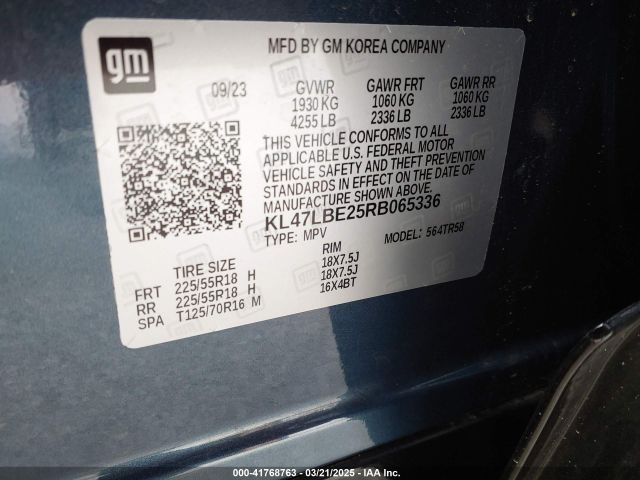 gm
MFD BY GM KOREA COMPANY
09/23 GVWR GAWR FRT GAWR RR
1930 KG 1060 KG 1060 KG
4255 LB 2336 LB 2336 LB
THIS VEHICLE CONFORMS TO ALL
APPLICABLE U.S. FEDERAL MOTOR
VEHICLE SAFETY AND THEFT PREVENTION
STANDARDS IN EFFECT ON THE DATE OF
MANUFACTURE SHOWN ABOVE.
KL47LBE25RB065336
TYPE: MPV MODEL: 564TR58
TIRE SIZE RIM
FRT 225/55R18 H 18X7.5J
RR 225/55R18 H 18X7.5J
SPA T125/70R16 M 16X4BT
000-41768763 — 03/21/2025 — IAA Inc.